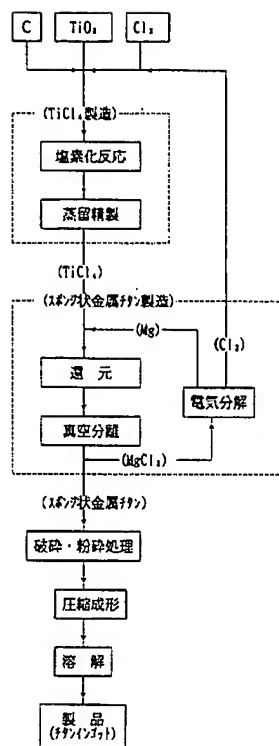 C TiO₂ Cl₂
(TiCl₄製造)
塩素化反応
蒸留精製
(TiCl₄)
(スポンジ状金属チタン製造)
(Mg)
(Cl₂)
還元
電気分解
真空分離
(MgCl₂)
(スポンジ状金属チタン)
破砕・粉砕処理
圧縮成形
溶解
製品
(チタンインゴット)